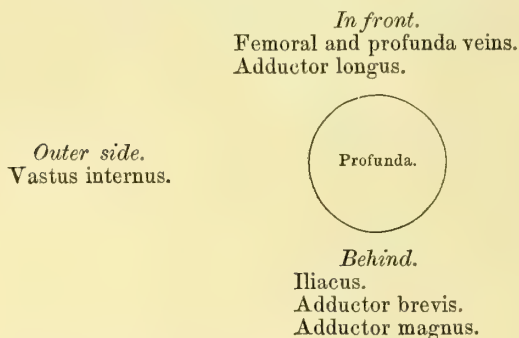 In front.
Femoral and profunda veins.
Adductor longus.
Outer side.
Vastus internus.
Profunda.
Behind.
Iliacus.
Adductor brevis.
Adductor magnus.